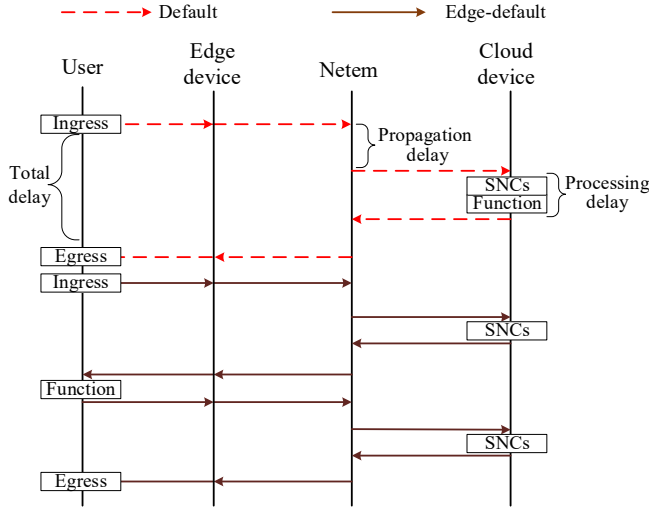 Default
Edge-default
User
Edge
device
Netem
Cloud
device
Ingress
Propagation
delay
Total
delay
SNCs
Function
Processing
delay
Egress
Ingress
SNCs
Function
SNCs
Egress